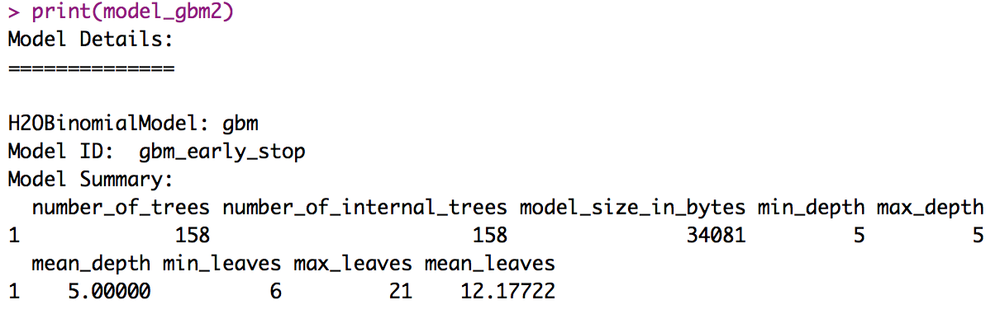 > print(model_gbm2)
Model Details:
==============
H2OBinomialModel: gbm
Model ID:  gbm_early_stop
Model Summary:
  number_of_trees number_of_internal_trees model_size_in_bytes min_depth max_depth
1             158                      158               34081         5         5
  mean_depth min_leaves max_leaves mean_leaves
1    5.00000          6         21    12.17722